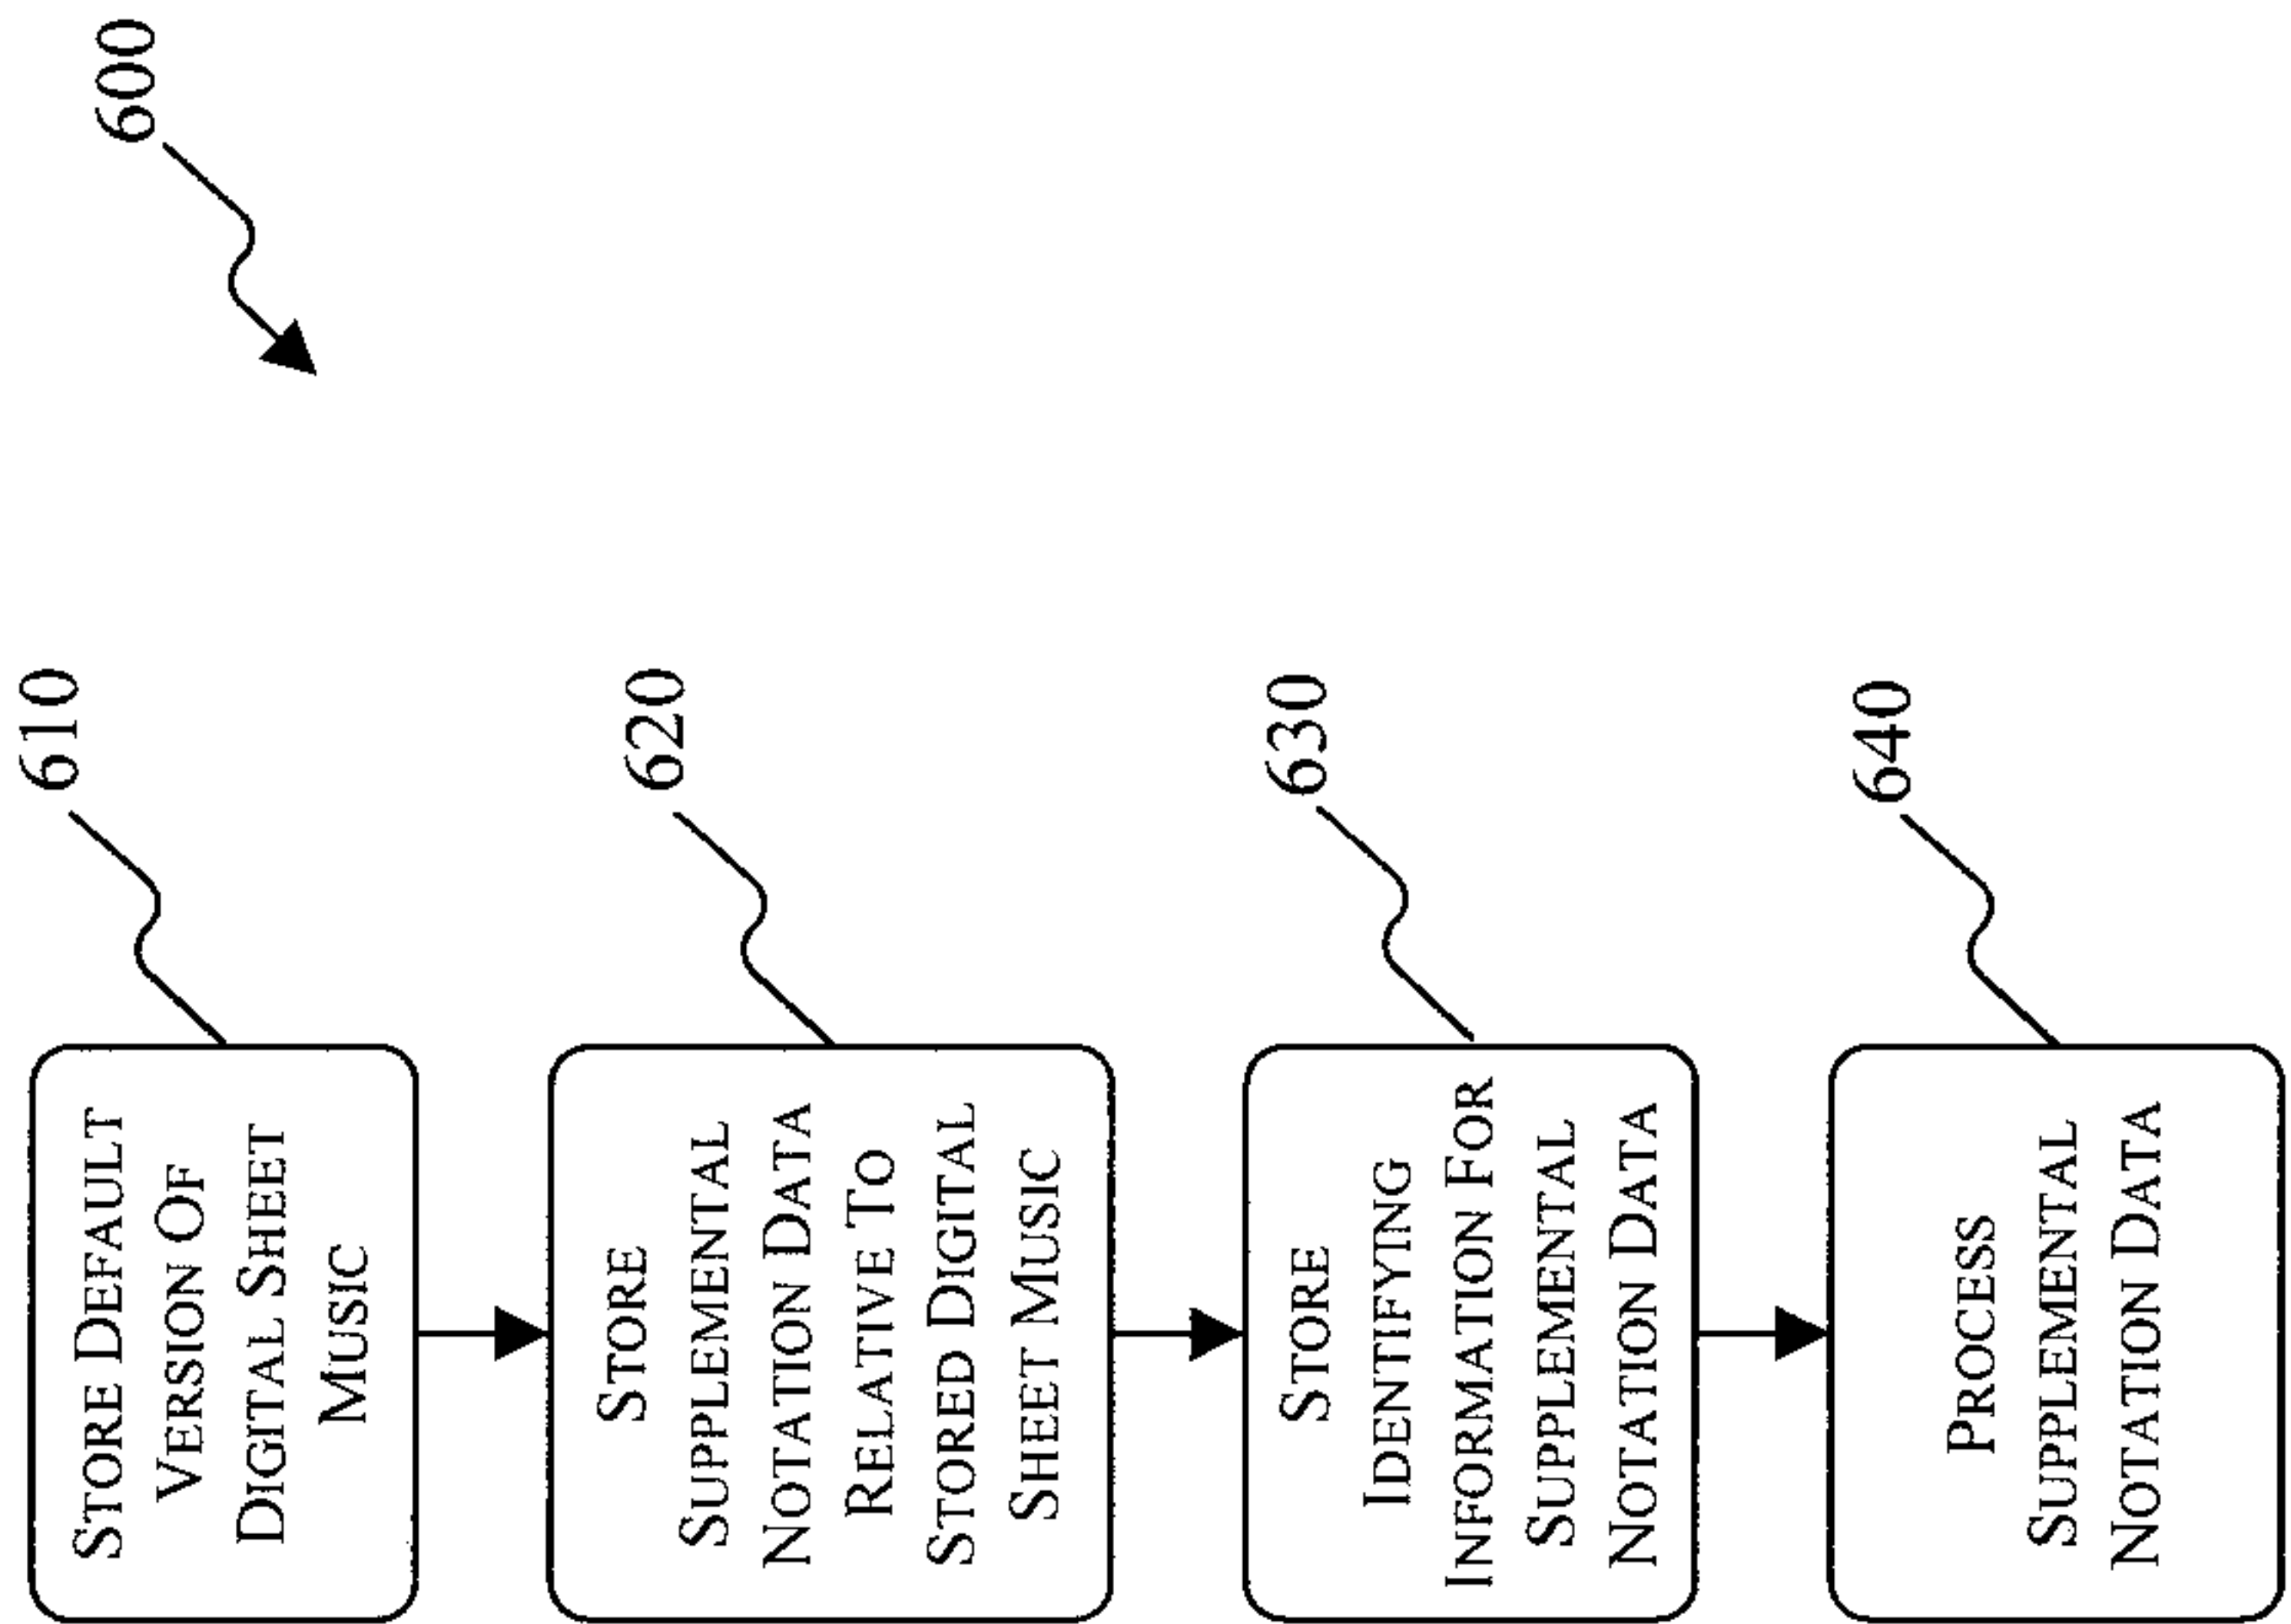 600
610
STORE DEFAULT
VERSION OF
DIGITAL SHEET
MUSIC
620
STORE
SUPPLEMENTAL
NOTATION DATA
RELATIVE TO
STORED DIGITAL
SHEET MUSIC
630
STORE
IDENTIFYING
INFORMATION FOR
SUPPLEMENTAL
NOTATION DATA
640
PROCESS
SUPPLEMENTAL
NOTATION DATA